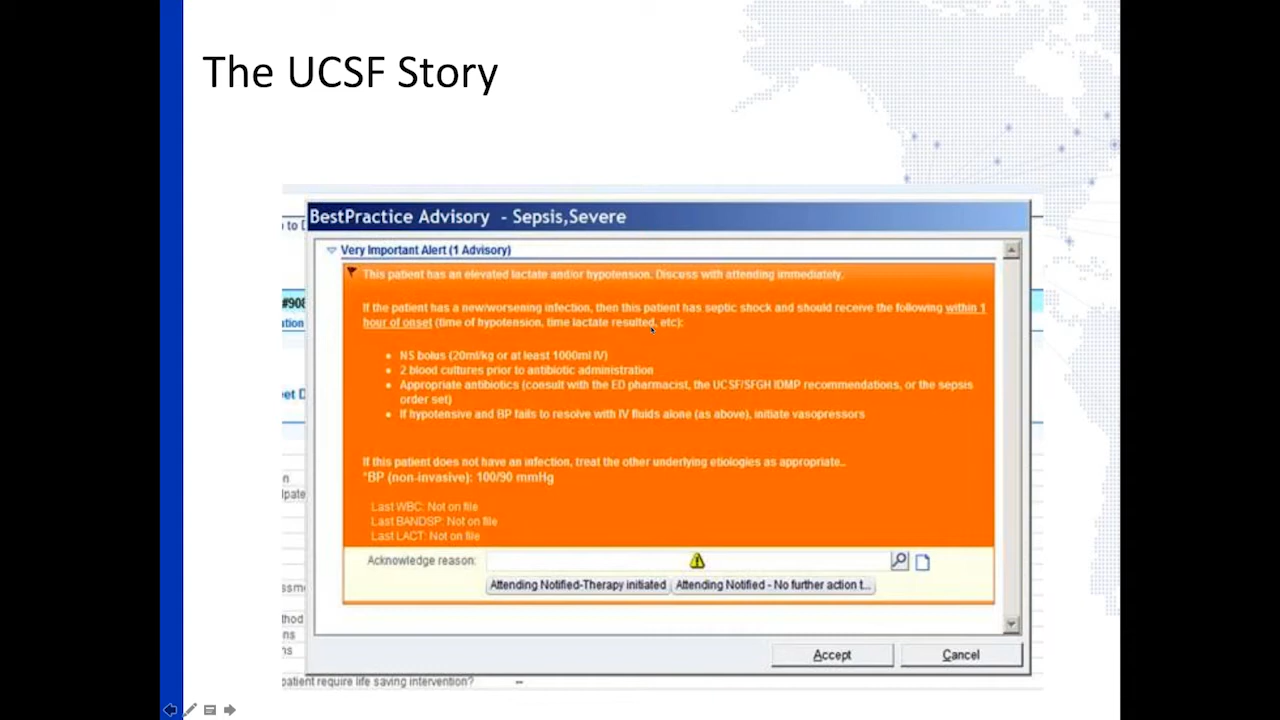 The UCSF Story
BestPractice Advisory - Sepsis,Severe
Very Important Alert (1 Advisory)
This patient has an elevated lactate and/or hypotension. Discuss with attending immediately.
If the patient has a new/worsening infection, then this patient has septic shock and should receive the following within 1
hour of onset (time of hypotension, time lactate resulted, etc):
• NS bolus (20ml/kg or at least 1000ml IV)
• 2 blood cultures prior to antibiotic administration
• Appropriate antibiotics (consult with the ED pharmacist, the UCSF/SFGH IDMP recommendations, or the sepsis
order set)
• If hypotensive and BP fails to resolve with IV fluids alone (as above), initiate vasopressors
If this patient does not have an infection, treat the other underlying etiologies as appropriate..
*BP (non-invasive): 100/90 mmHg
Last WBC: Not on file
Last BANDSP: Not on file
Last LACT: Not on file
Acknowledge reason:
Attending Notified-Therapy initiated Attending Notified - No further action t...
Accept Cancel
patient require life saving intervention? --